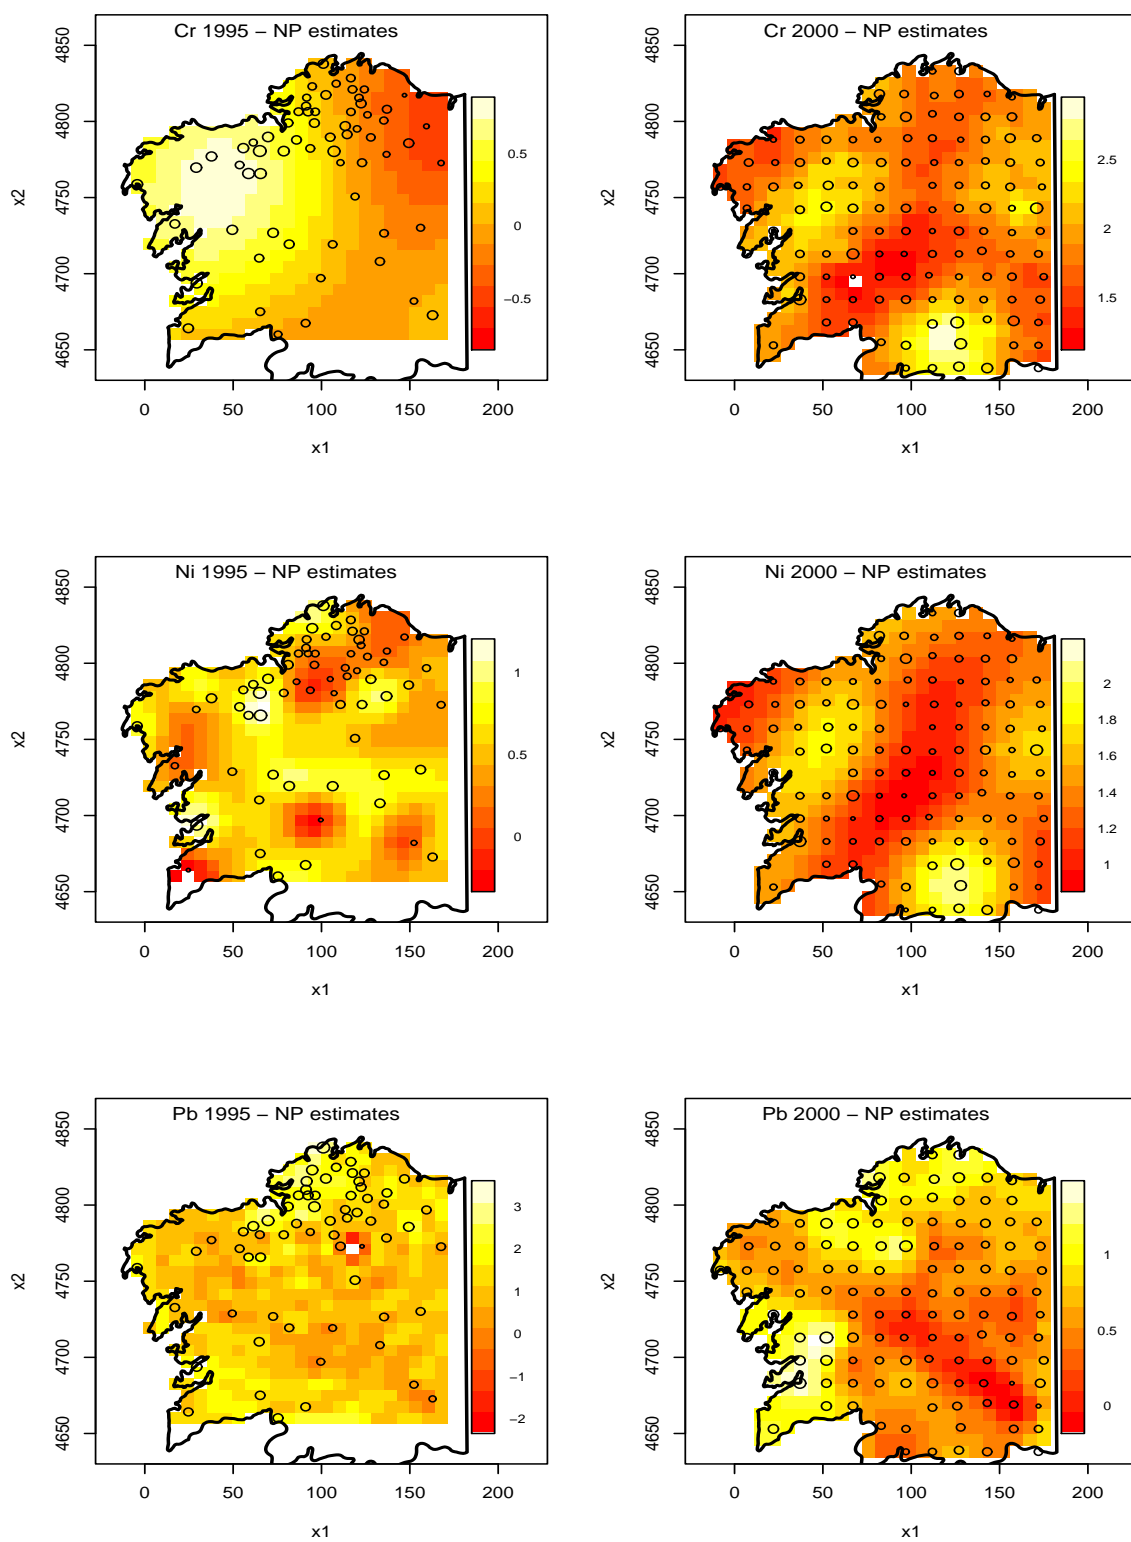 Cr 1995 – NP estimates
x2
4650 4700 4750 4800 4850
0.5
0
−0.5
0 50 100 150 200
x1
Cr 2000 – NP estimates
x2
4650 4700 4750 4800 4850
2.5
2
1.5
0 50 100 150 200
x1
Ni 1995 – NP estimates
x2
4650 4700 4750 4800 4850
1
0.5
0
0 50 100 150 200
x1
Ni 2000 – NP estimates
x2
4650 4700 4750 4800 4850
2
1.8
1.6
1.4
1.2
1
0 50 100 150 200
x1
Pb 1995 – NP estimates
x2
4650 4700 4750 4800 4850
3
2
1
0
−1
−2
0 50 100 150 200
x1
Pb 2000 – NP estimates
x2
4650 4700 4750 4800 4850
1
0.5
0
0 50 100 150 200
x1